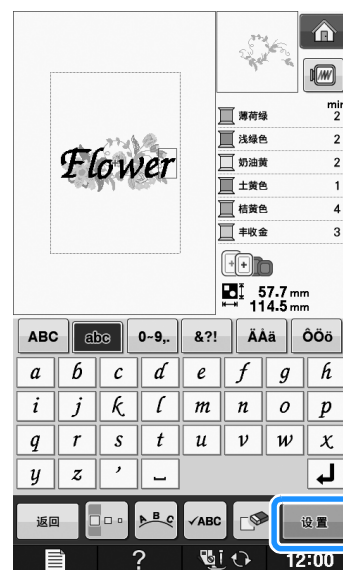 Flower
min
薄荷绿 2
浅绿色 2
奶油黄 2
土黄色 1
桔黄色 4
丰收金 3
57.7 mm
114.5 mm
ABC abc 0~9,. &?! ÄÅä ÔÖö
a b c d e f g h
i j k l m n o p
q r s t u v w x
y z ' _
返回 A B C ✓ABC 设置
? 12:00